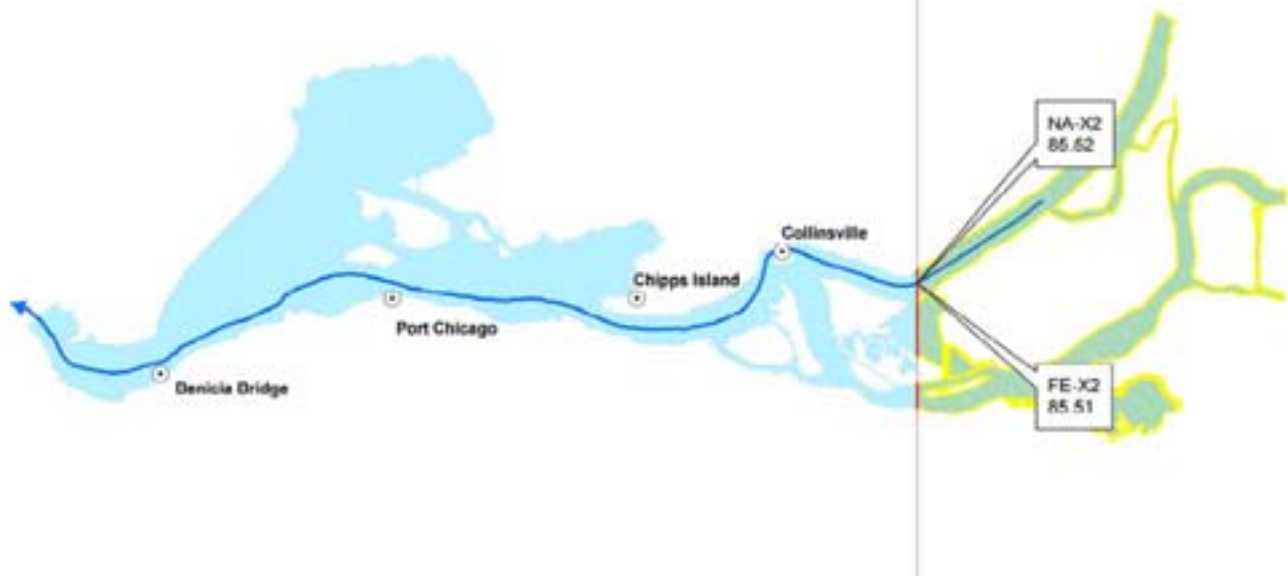 NA-X2
85.52
Collinsville
Chipps Island
Port Chicago
Benicia Bridge
FE-X2
85.51